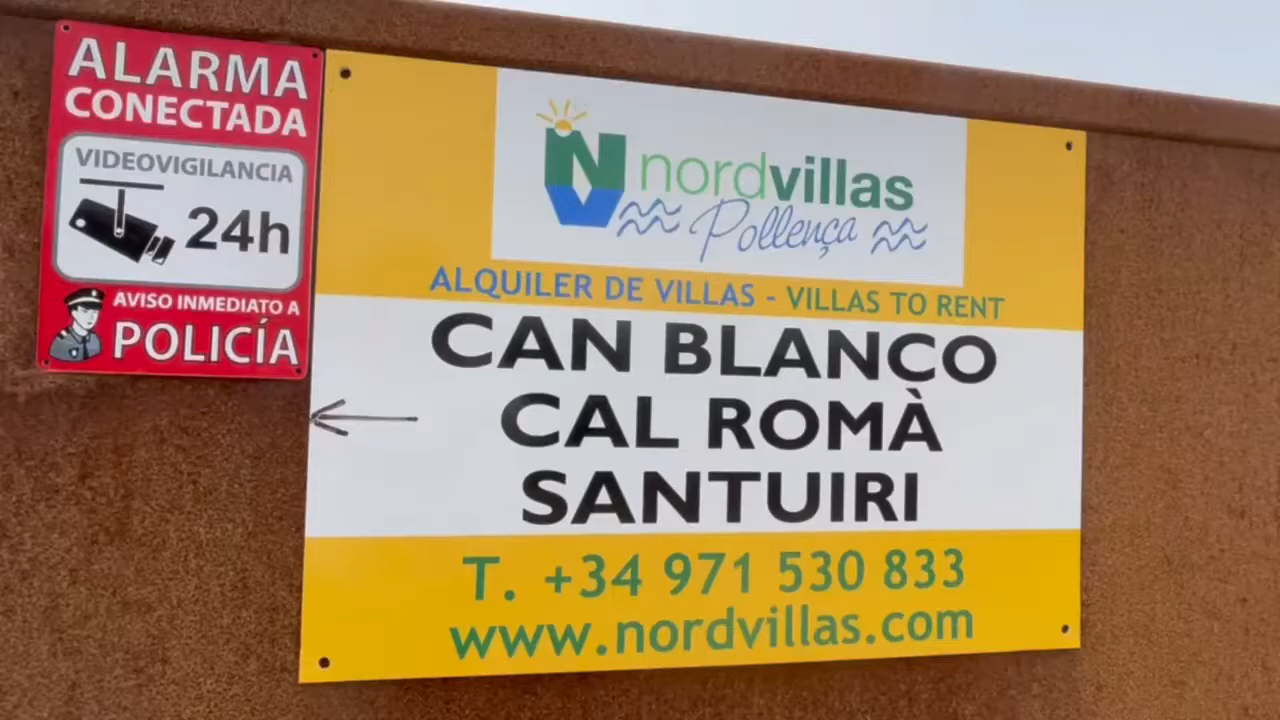 ALARMA
CONECTADA
VIDEOVIGILANCIA
24h
AVISO INMEDIATO A
POLICÍA
N nordvillas
Pollença
ALQUILER DE VILLAS - VILLAS TO RENT
CAN BLANCO
CAL ROMÀ
SANTUIRI
T. +34 971 530 833
www.nordvillas.com